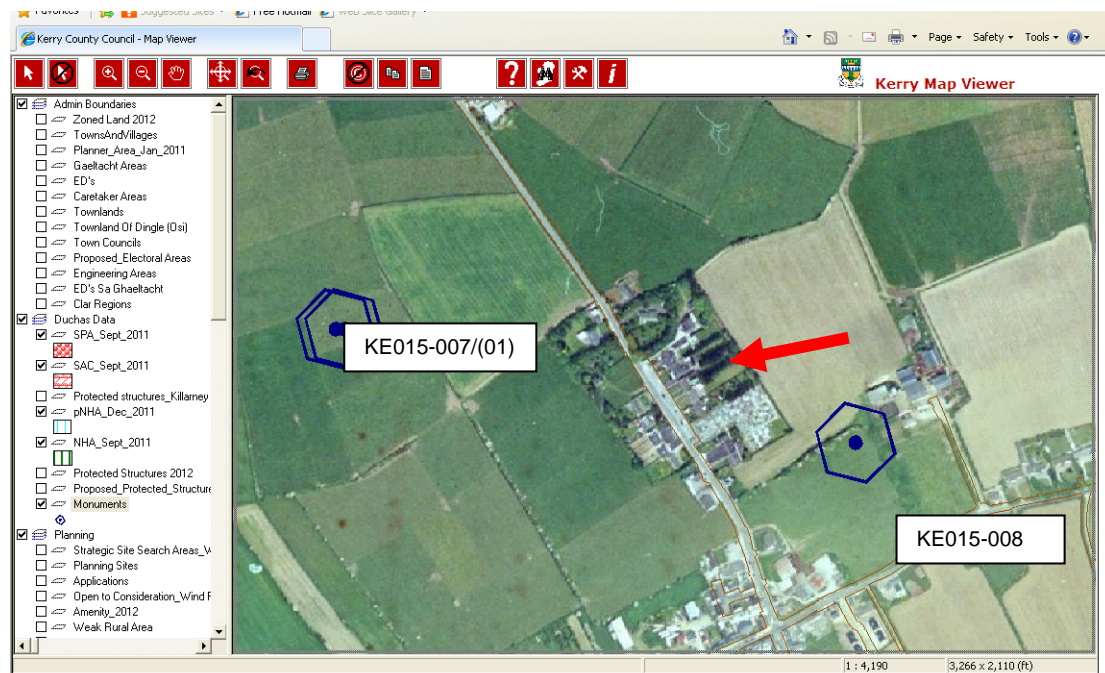 Favorites
Suggested Sites
Free Hotmail
Web Slice Gallery
Kerry County Council - Map Viewer
Page
Safety
Tools
?
i
Kerry Map Viewer
Admin Boundaries
Zoned Land 2012
TownsAndVillages
Planner_Area_Jan_2011
Gaeltacht Areas
ED's
Caretaker Areas
Townlands
Townland Of Dingle (Osi)
Town Councils
Proposed_Electoral Areas
Engineering Areas
ED's Sa Ghaeltacht
Clar Regions
Duchas Data
SPA_Sept_2011
SAC_Sept_2011
Protected structures_Killarney
pNHA_Dec_2011
NHA_Sept_2011
Protected Structures 2012
Proposed_Protected_Structure
Monuments
Planning
Strategic Site Search Areas_W
Planning Sites
Applications
Open to Consideration_Wind F
Amenity_2012
Weak Rural Area
KE015-007/(01)
KE015-008
1 : 4,190
3,266 x 2,110 (ft)